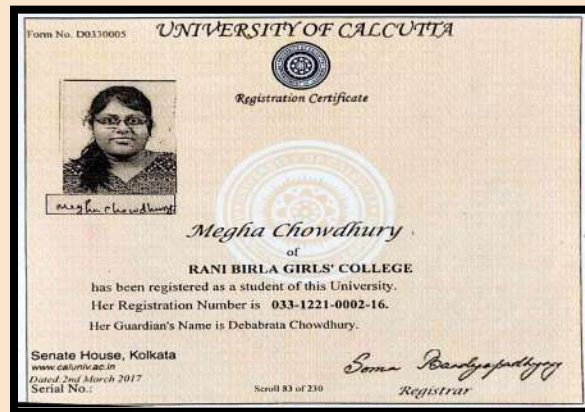 Form No. D0330005
UNIVERSITY OF CALCUTTA
Registration Certificate
Megha Chowdhury
Megha Chowdhury
of
RANI BIRLA GIRLS' COLLEGE
has been registered as a student of this University.
Her Registration Number is 033-1221-0002-16.
Her Guardian's Name is Debabrata Chowdhury.
Senate House, Kolkata
www.caluniv.ac.in
Dated: 2nd March 2017
Serial No.:
Scroll 83 of 230
Soma Bandyopadhyay
Registrar